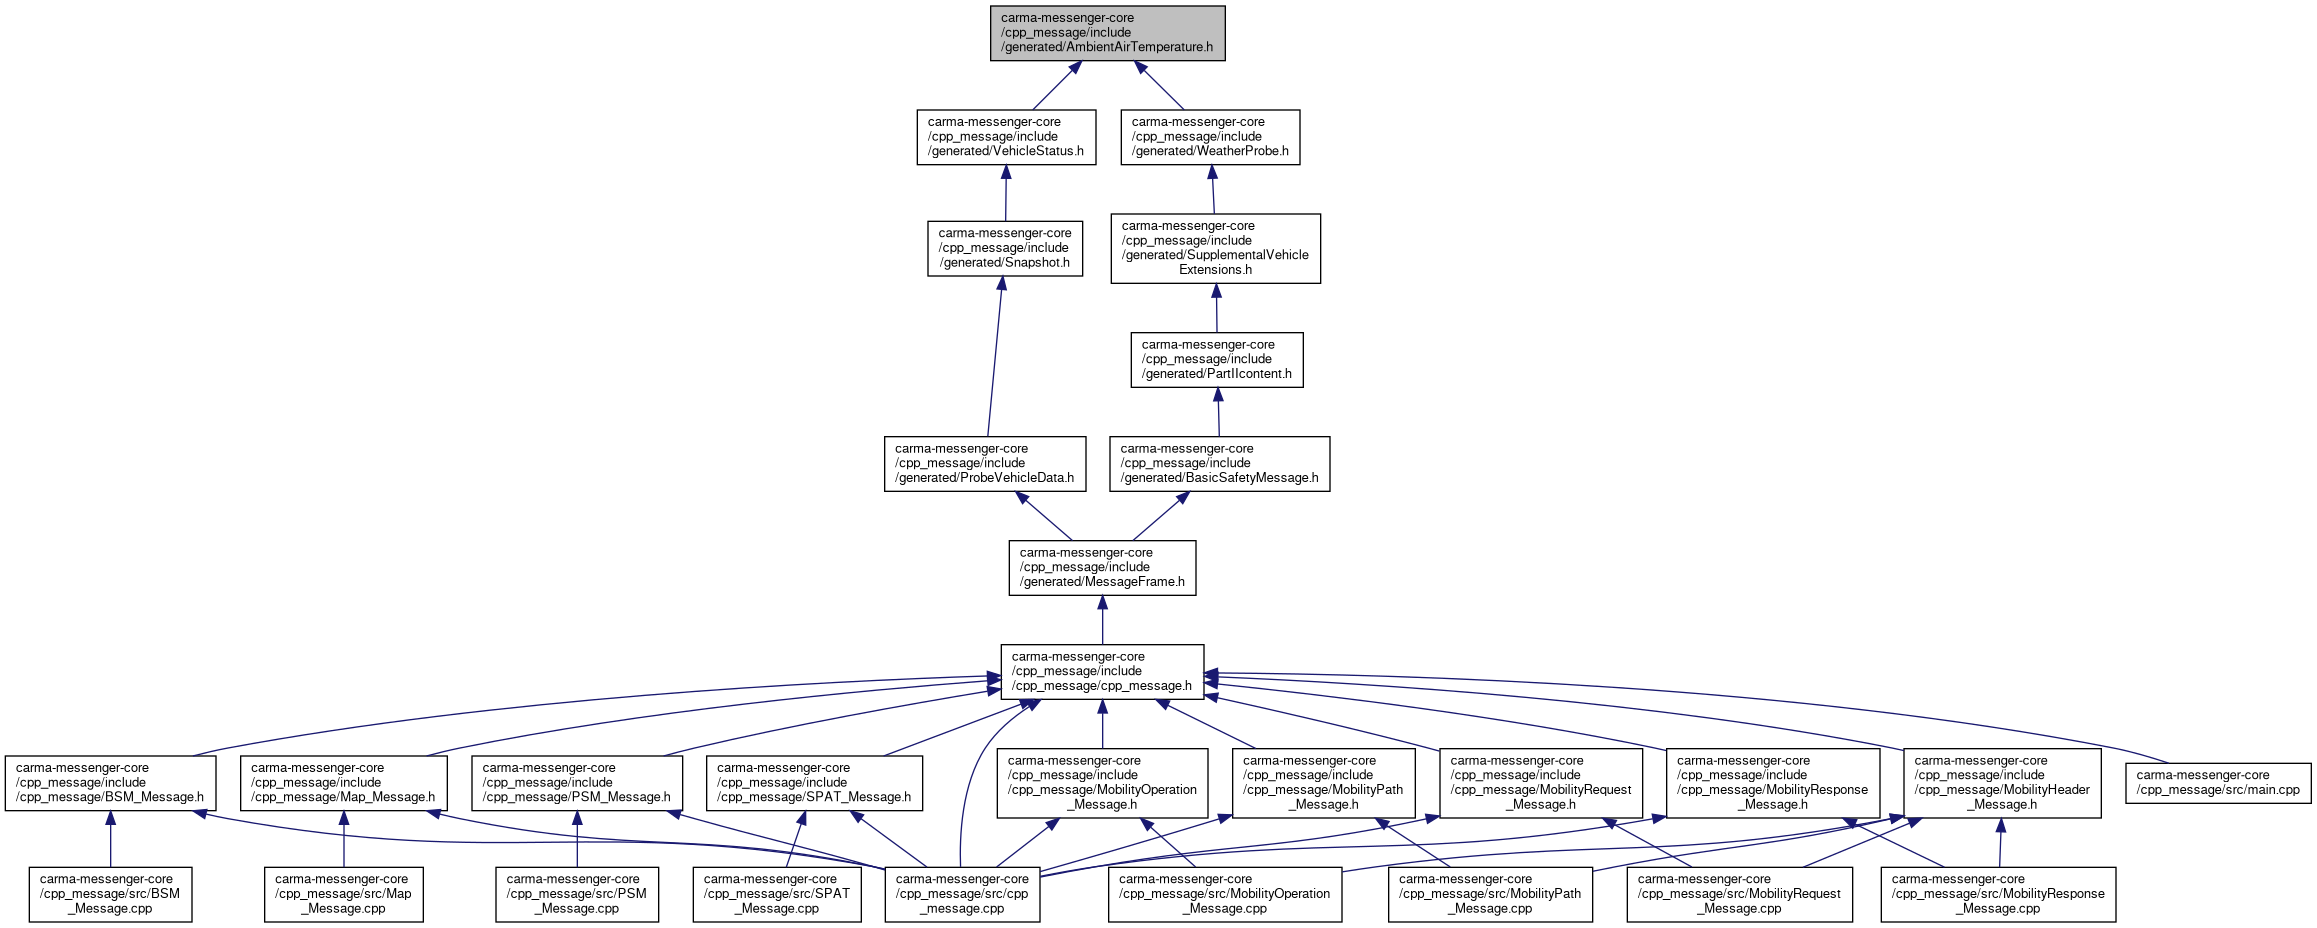 carma-messenger-core
/cpp_message/include
/generated/AmbientAirTemperature.h
carma-messenger-core
/cpp_message/include
/generated/VehicleStatus.h
carma-messenger-core
/cpp_message/include
/generated/WeatherProbe.h
carma-messenger-core
/cpp_message/include
/generated/Snapshot.h
carma-messenger-core
/cpp_message/include
/generated/SupplementalVehicle
Extensions.h
carma-messenger-core
/cpp_message/include
/generated/PartIIcontent.h
carma-messenger-core
/cpp_message/include
/generated/ProbeVehicleData.h
carma-messenger-core
/cpp_message/include
/generated/BasicSafetyMessage.h
carma-messenger-core
/cpp_message/include
/generated/MessageFrame.h
carma-messenger-core
/cpp_message/include
/cpp_message/cpp_message.h
carma-messenger-core
/cpp_message/include
/cpp_message/BSM_Message.h
carma-messenger-core
/cpp_message/include
/cpp_message/Map_Message.h
carma-messenger-core
/cpp_message/include
/cpp_message/PSM_Message.h
carma-messenger-core
/cpp_message/include
/cpp_message/SPAT_Message.h
carma-messenger-core
/cpp_message/include
/cpp_message/MobilityOperation
_Message.h
carma-messenger-core
/cpp_message/include
/cpp_message/MobilityPath
_Message.h
carma-messenger-core
/cpp_message/include
/cpp_message/MobilityRequest
_Message.h
carma-messenger-core
/cpp_message/include
/cpp_message/MobilityResponse
_Message.h
carma-messenger-core
/cpp_message/include
/cpp_message/MobilityHeader
_Message.h
carma-messenger-core
/cpp_message/src/main.cpp
carma-messenger-core
/cpp_message/src/BSM
_Message.cpp
carma-messenger-core
/cpp_message/src/Map
_Message.cpp
carma-messenger-core
/cpp_message/src/PSM
_Message.cpp
carma-messenger-core
/cpp_message/src/SPAT
_Message.cpp
carma-messenger-core
/cpp_message/src/cpp
_message.cpp
carma-messenger-core
/cpp_message/src/MobilityOperation
_Message.cpp
carma-messenger-core
/cpp_message/src/MobilityPath
_Message.cpp
carma-messenger-core
/cpp_message/src/MobilityRequest
_Message.cpp
carma-messenger-core
/cpp_message/src/MobilityResponse
_Message.cpp